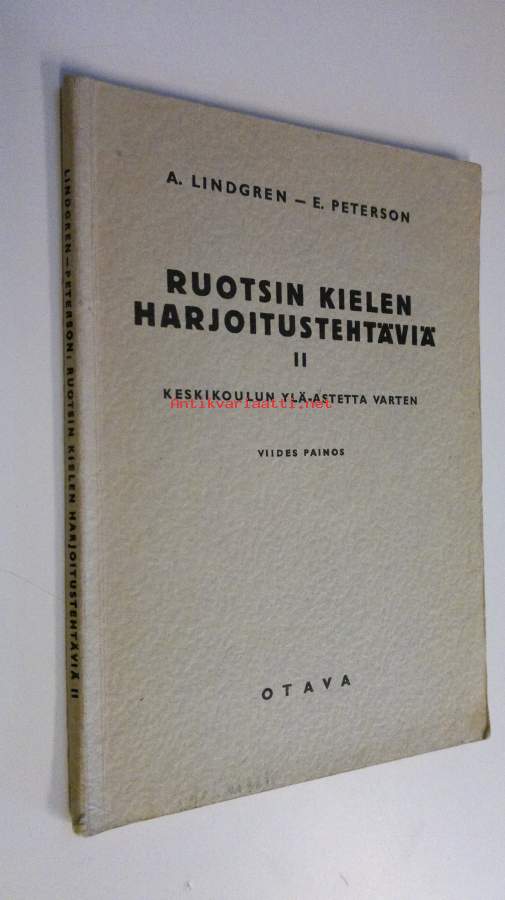 A. LINDGREN — E. PETERSON
RUOTSIN KIELEN
HARJOITUSTEHTÄVIÄ
II
KESKIKOULUN YLÄ-ASTETTA VARTEN
Antikvariaatti.net
VIIDES PAINOS
OTAVA
LINDGREN—PETERSON: RUOTSIN KIELEN HARJOITUSTEHTÄVIÄ II